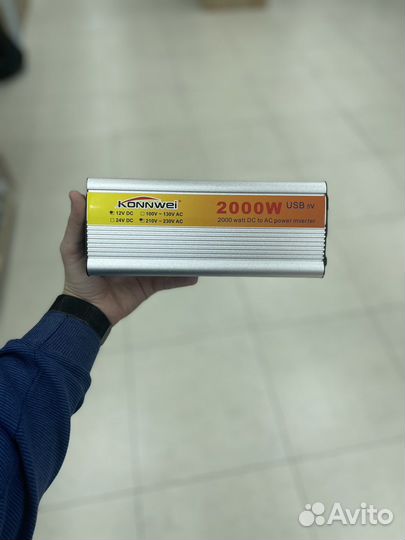 KONNWEI
12V DC 100V~130V AC
24V DC 210V~230V AC
2000W USB 5V
2000 watt DC to AC power inverter
Avito